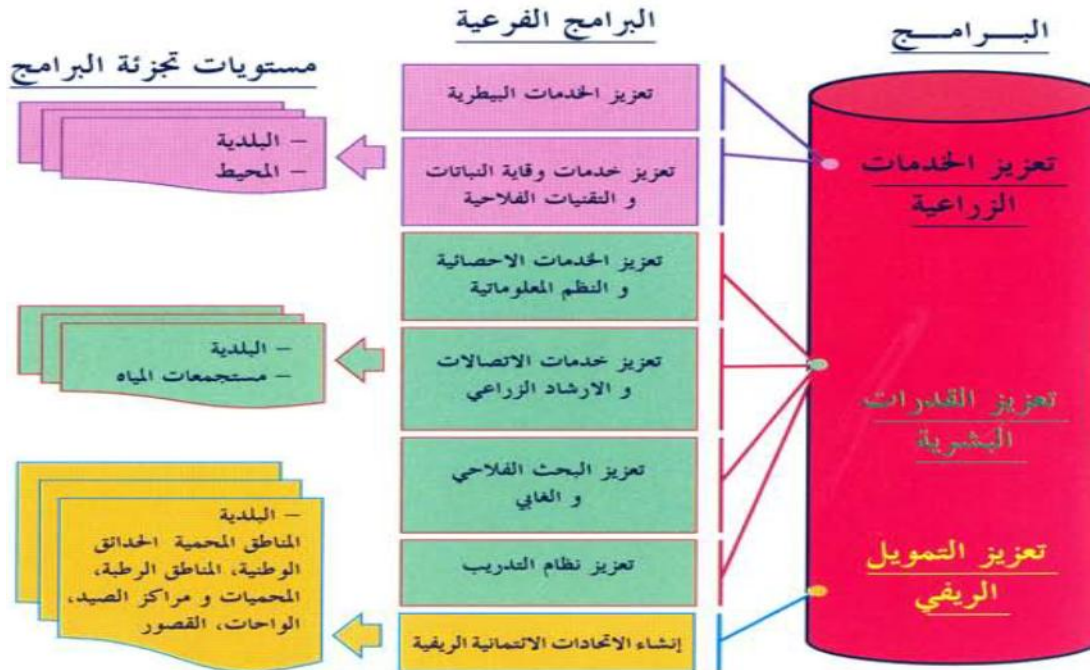 البـــرامـــج
تعزيز الخدمات
الزراعية
تعزيز القدرات
البشرية
تعزيز التمويل
الريفي
البرامج الفرعية
تعزيز الخدمات البيطرية
تعزيز خدمات وقاية النباتات
و التقنيات الفلاحية
تعزيز الخدمات الاحصائية
و النظم المعلوماتية
تعزيز خدمات الاتصالات
و الارشاد الزراعي
تعزيز البحث الفلاحي
و الغابي
تعزيز نظام التدريب
إنشاء الاتحادات الائتمانية الريفية
مستويات تجزئة البرامج
– البلدية
– المحيط
– البلدية
– مستجمعات المياه
– البلدية
المناطق المحمية الحدائق
الوطنية، المناطق الرطبة،
المحميات و مراكز الصيد،
الواحات، القصور